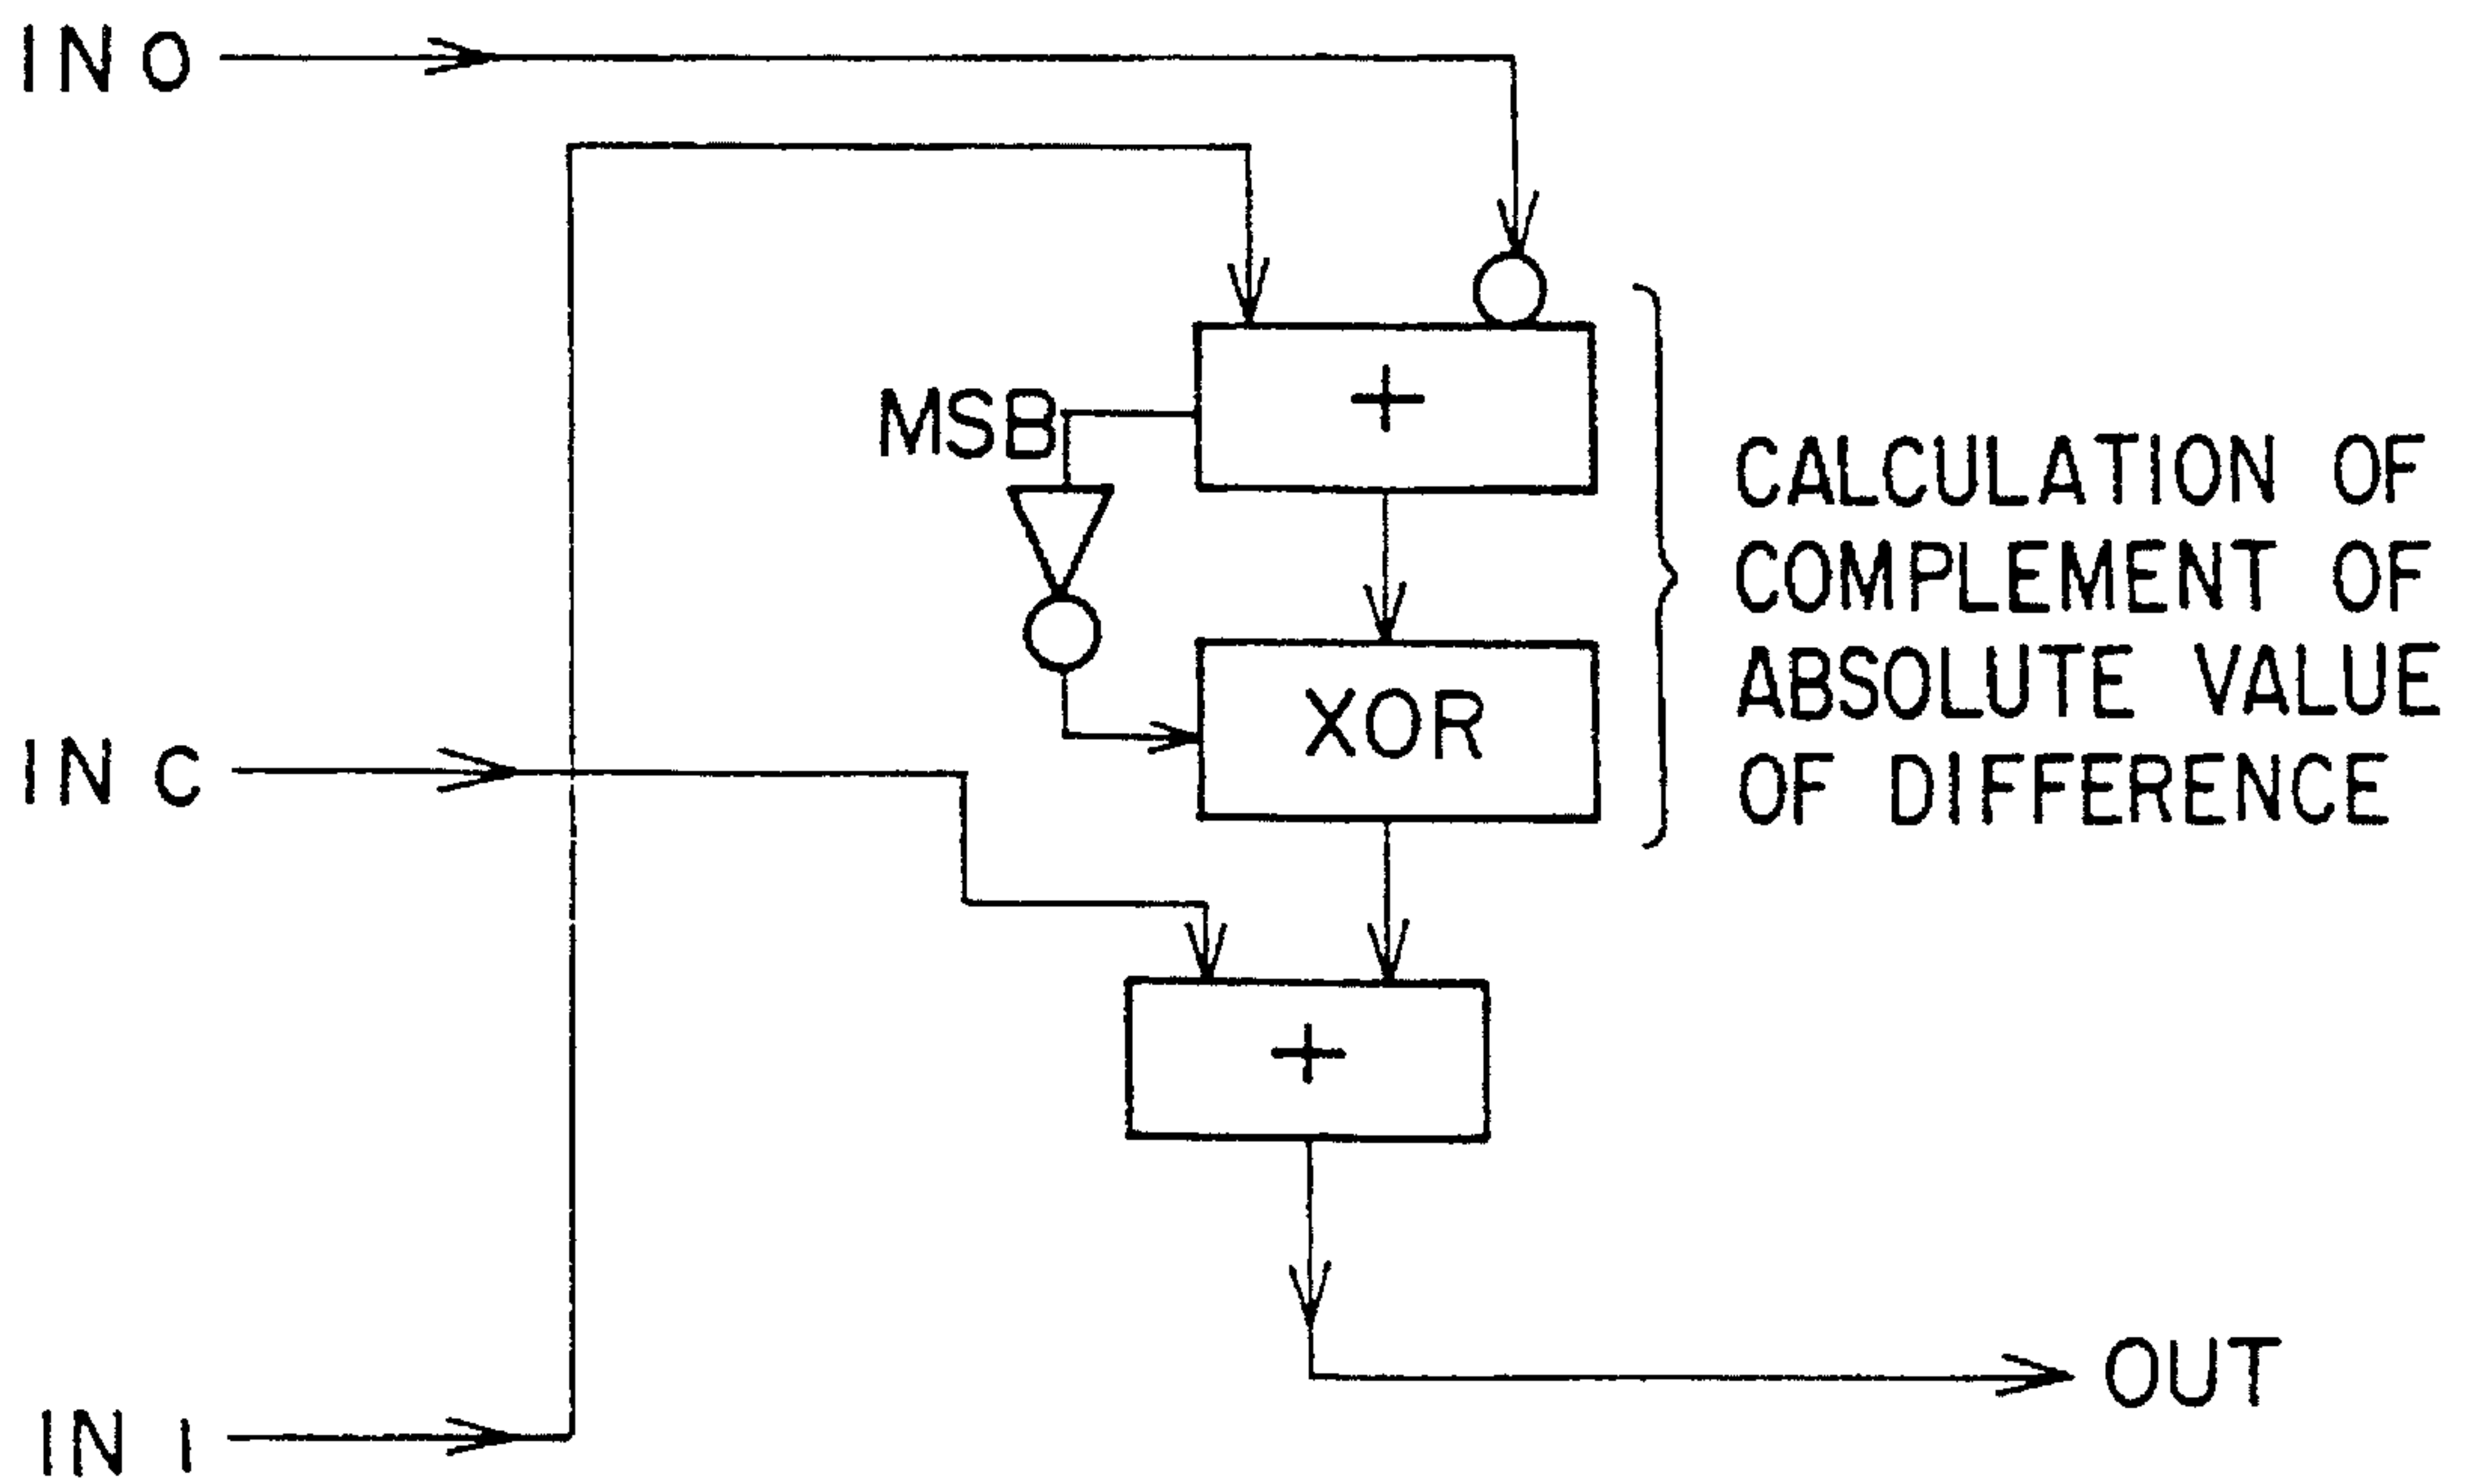 IN 0
+
MSB
CALCULATION OF
COMPLEMENT OF
ABSOLUTE VALUE
OF DIFFERENCE
XOR
IN C
+
OUT
IN 1